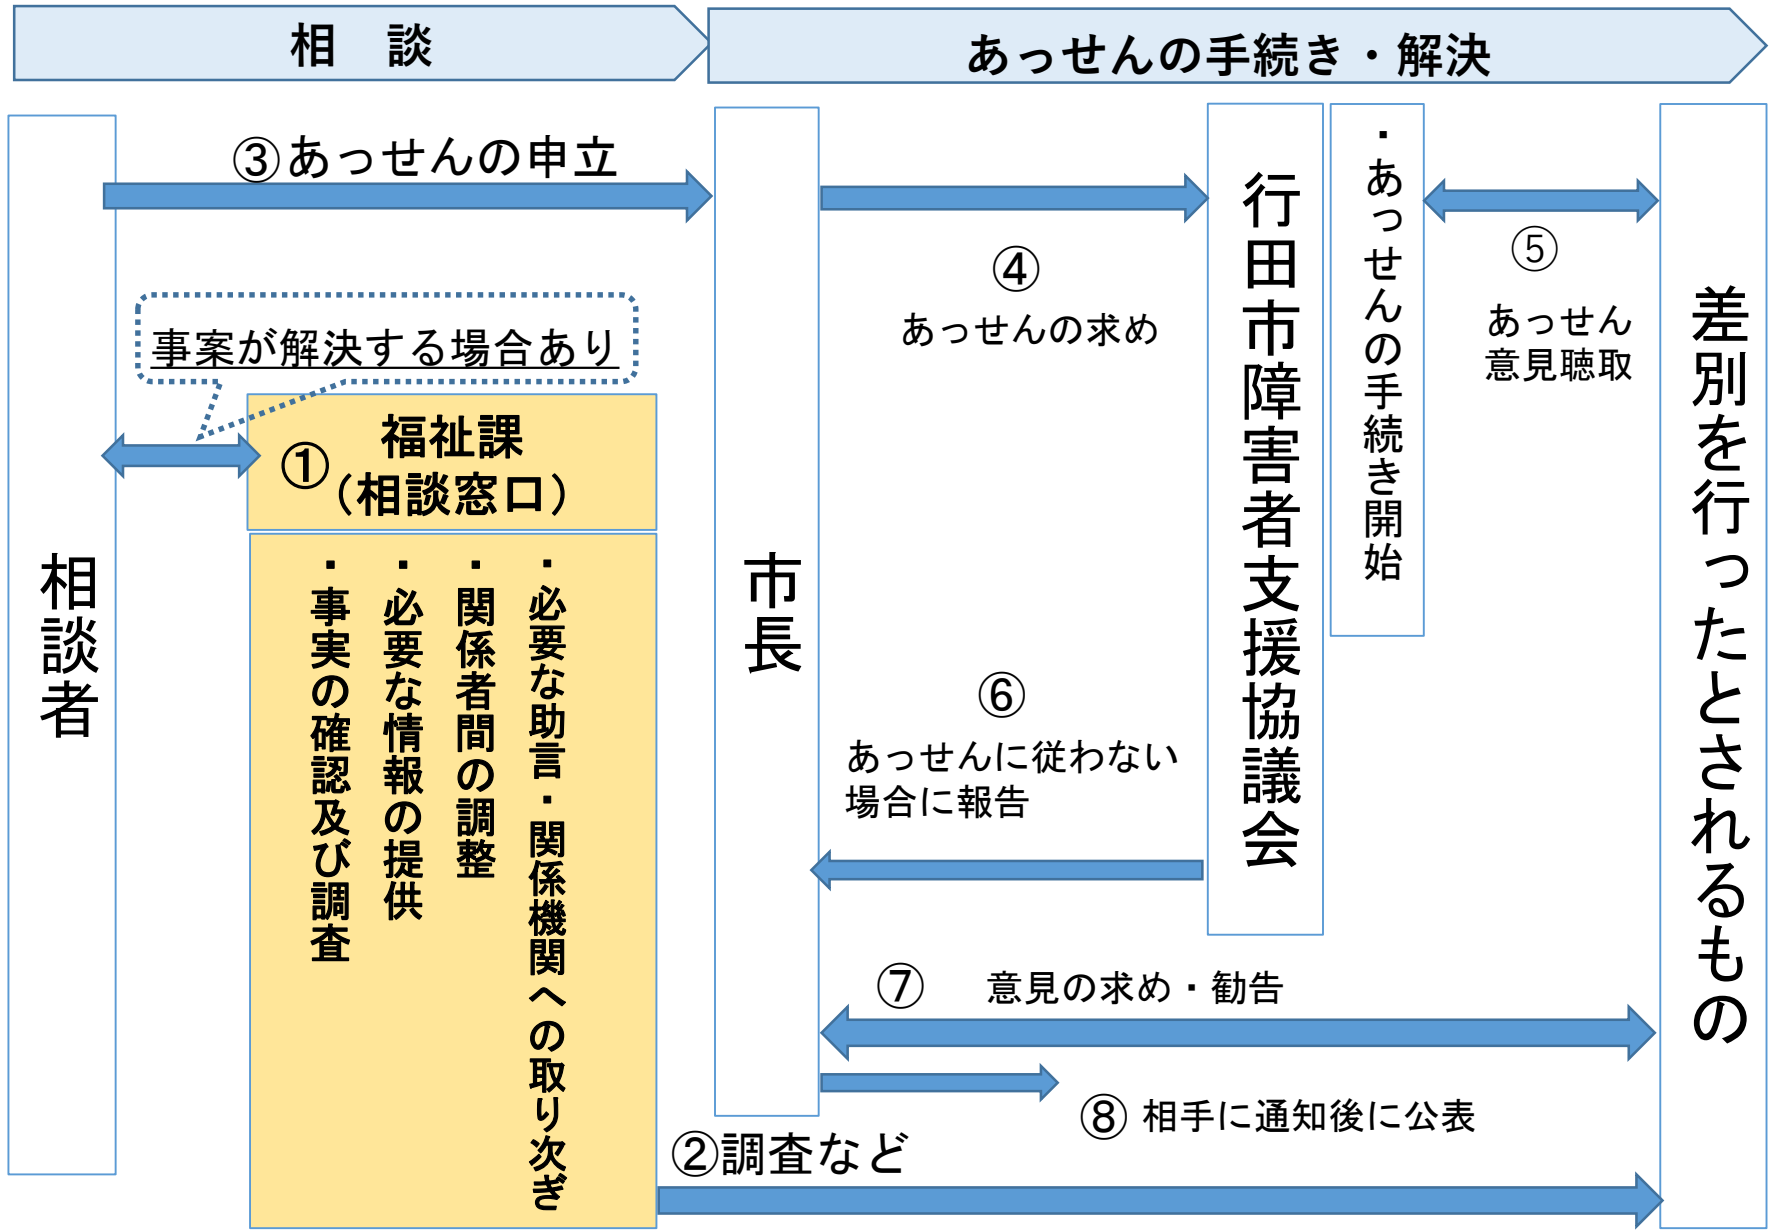 相　談
あっせんの手続き・解決
③あっせんの申立
事案が解決する場合あり
①
福祉課
（相談窓口）
相談者
・事実の確認及び調査
・必要な情報の提供
・関係者間の調整
・必要な助言・関係機関への取り次ぎ
②調査など
市長
④
あっせんの求め
行田市障害者支援協議会
・あっせんの手続き開始
⑤
あっせん
意見聴取
差別を行ったとされるもの
⑥
あっせんに従わない
場合に報告
⑦　意見の求め・勧告
⑧ 相手に通知後に公表